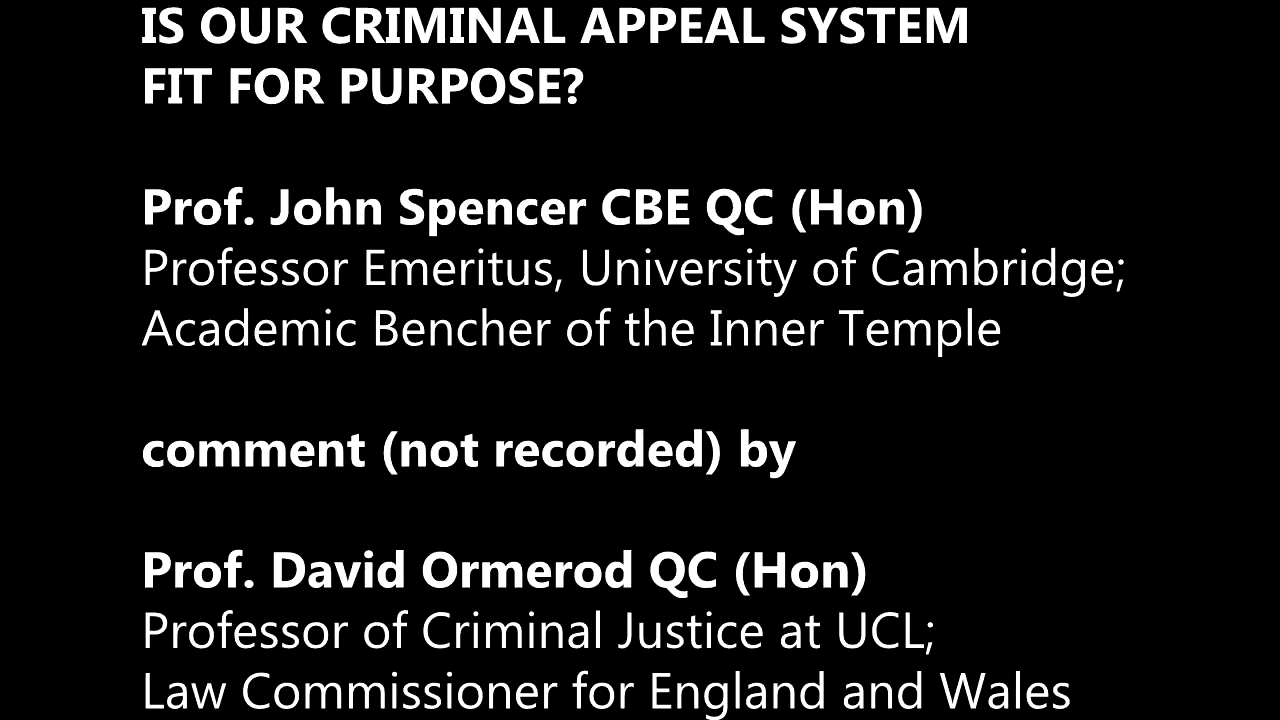 IS OUR CRIMINAL APPEAL SYSTEM
FIT FOR PURPOSE?
Prof. John Spencer CBE QC (Hon)
Professor Emeritus, University of Cambridge;
Academic Bencher of the Inner Temple
comment (not recorded) by
Prof. David Ormerod QC (Hon)
Professor of Criminal Justice at UCL;
Law Commissioner for England and Wales